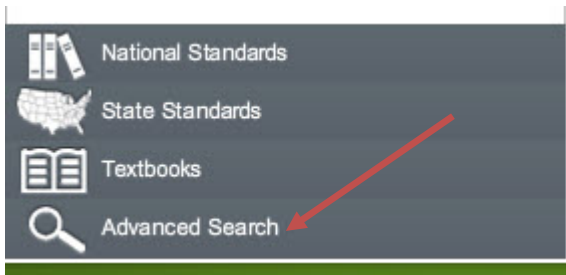 National Standards
State Standards
Textbooks
Advanced Search